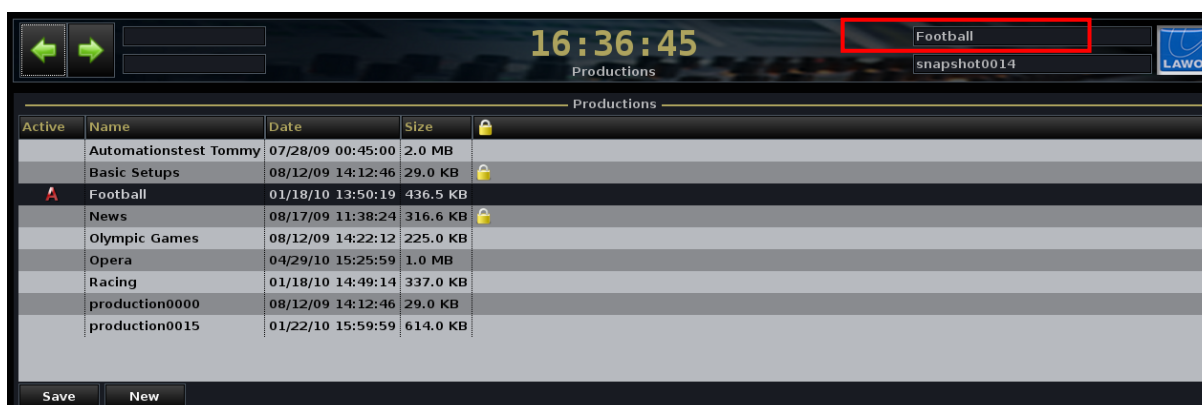 16:36:45
Productions
Football
snapshot0014
LAWO
Productions
Active Name Date Size
Automationstest Tommy 07/28/09 00:45:00 2.0 MB
Basic Setups 08/12/09 14:12:46 29.0 KB
A Football 01/18/10 13:50:19 436.5 KB
News 08/17/09 11:38:24 316.6 KB
Olympic Games 08/12/09 14:22:12 225.0 KB
Opera 04/29/10 15:25:59 1.0 MB
Racing 01/18/10 14:49:14 337.0 KB
production0000 08/12/09 14:12:46 29.0 KB
production0015 01/22/10 15:59:59 614.0 KB
Save New